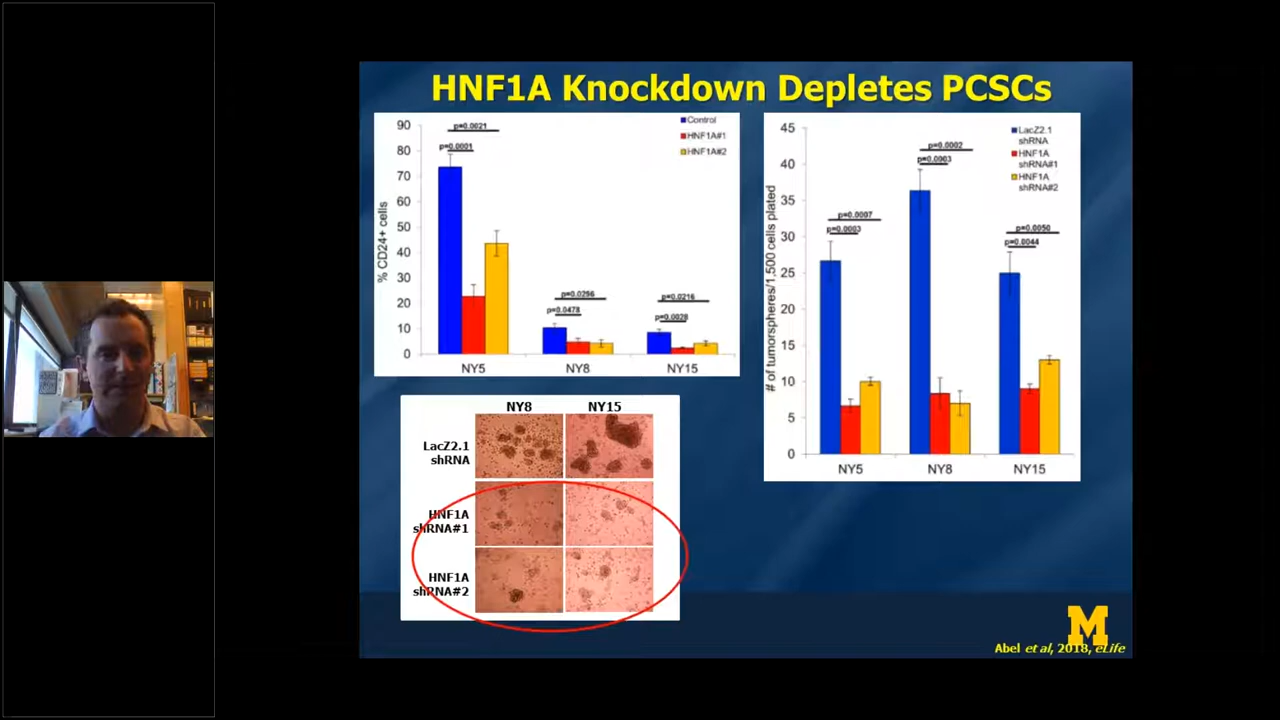 HNF1A Knockdown Depletes PCSCs
90
80
70
60
50
40
30
20
10
0
% CD24+ cells
p=0.0021
p=0.0001
p=0.0256
p=0.0478
p=0.0216
p=0.0028
Control
HNF1A#1
HNF1A#2
NY5
NY8
NY15
45
40
35
30
25
20
15
10
5
0
# of tumorspheres/1,500 cells plated
p=0.0007
p=0.0003
p=0.0002
p=0.0003
p=0.0050
p=0.0044
LacZ2.1
shRNA
HNF1A
shRNA#1
HNF1A
shRNA#2
NY5
NY8
NY15
NY8
NY15
LacZ2.1
shRNA
HNF1A
shRNA#1
HNF1A
shRNA#2
M
Abel et al, 2018, eLife